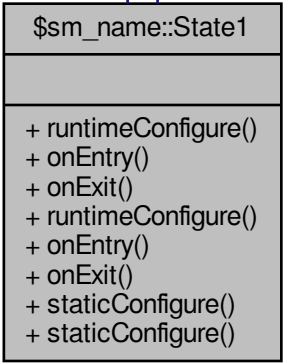 $sm_name::State1
+ runtimeConfigure()
+ onEntry()
+ onExit()
+ runtimeConfigure()
+ onEntry()
+ onExit()
+ staticConfigure()
+ staticConfigure()